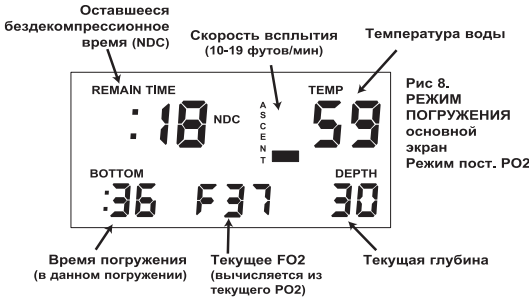 Оставшееся
бездекомпрессионное
время (NDC)
Скорость всплытия
(10-19 футов/мин)
Температура воды
REMAIN TIME
:18
NDC
ASCENT
TEMP
59
BOTTOM
:36
F37
DEPTH
30
Рис 8.
РЕЖИМ
ПОГРУЖЕНИЯ
основной
экран
Режим пост. PO2
Время погружения
(в данном погружении)
Текущее FO2
(вычисляется из
текущего PO2)
Текущая глубина